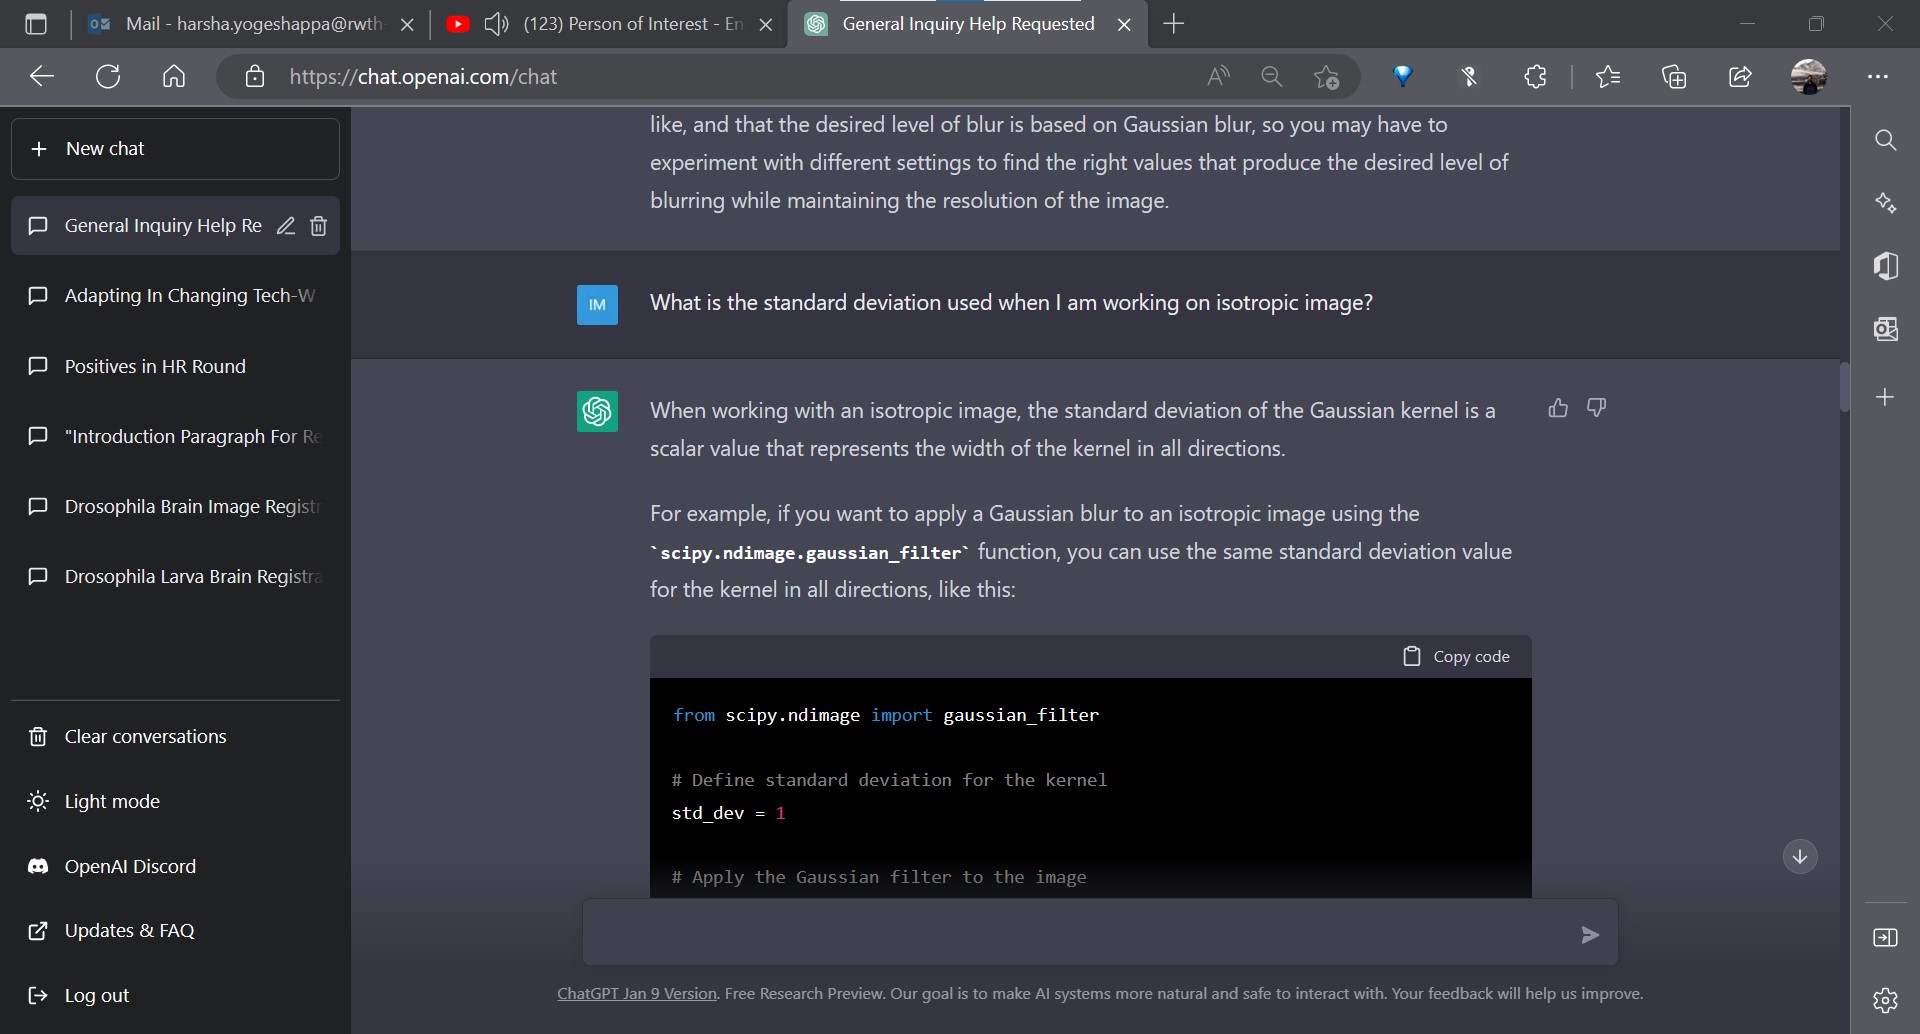 Mail - harsha.yogeshappa@rwth-
(123) Person of Interest - En
General Inquiry Help Requested
https://chat.openai.com/chat
New chat
General Inquiry Help Re
Adapting In Changing Tech-W
Positives in HR Round
"Introduction Paragraph For Re
Drosophila Brain Image Registr
Drosophila Larva Brain Registra
Clear conversations
Light mode
OpenAI Discord
Updates & FAQ
Log out
like, and that the desired level of blur is based on Gaussian blur, so you may have to
experiment with different settings to find the right values that produce the desired level of
blurring while maintaining the resolution of the image.
IM
What is the standard deviation used when I am working on isotropic image?
When working with an isotropic image, the standard deviation of the Gaussian kernel is a
scalar value that represents the width of the kernel in all directions.
For example, if you want to apply a Gaussian blur to an isotropic image using the
`scipy.ndimage.gaussian_filter` function, you can use the same standard deviation value
for the kernel in all directions, like this:
Copy code
from scipy.ndimage import gaussian_filter
# Define standard deviation for the kernel
std_dev = 1
# Apply the Gaussian filter to the image
ChatGPT Jan 9 Version. Free Research Preview. Our goal is to make AI systems more natural and safe to interact with. Your feedback will help us improve.